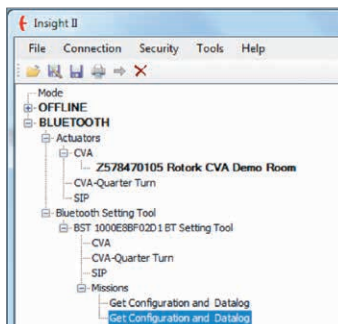 Insight II
File Connection Security Tools Help
Mode
OFFLINE
BLUETOOTH
Actuators
CVA
Z578470105 Rotork CVA Demo Room
CVA-Quarter Turn
SIP
Bluetooth Setting Tool
BST 1000E8BF02D1 BT Setting Tool
CVA
CVA-Quarter Turn
SIP
Missions
Get Configuration and Datalog
Get Configuration and Datalog